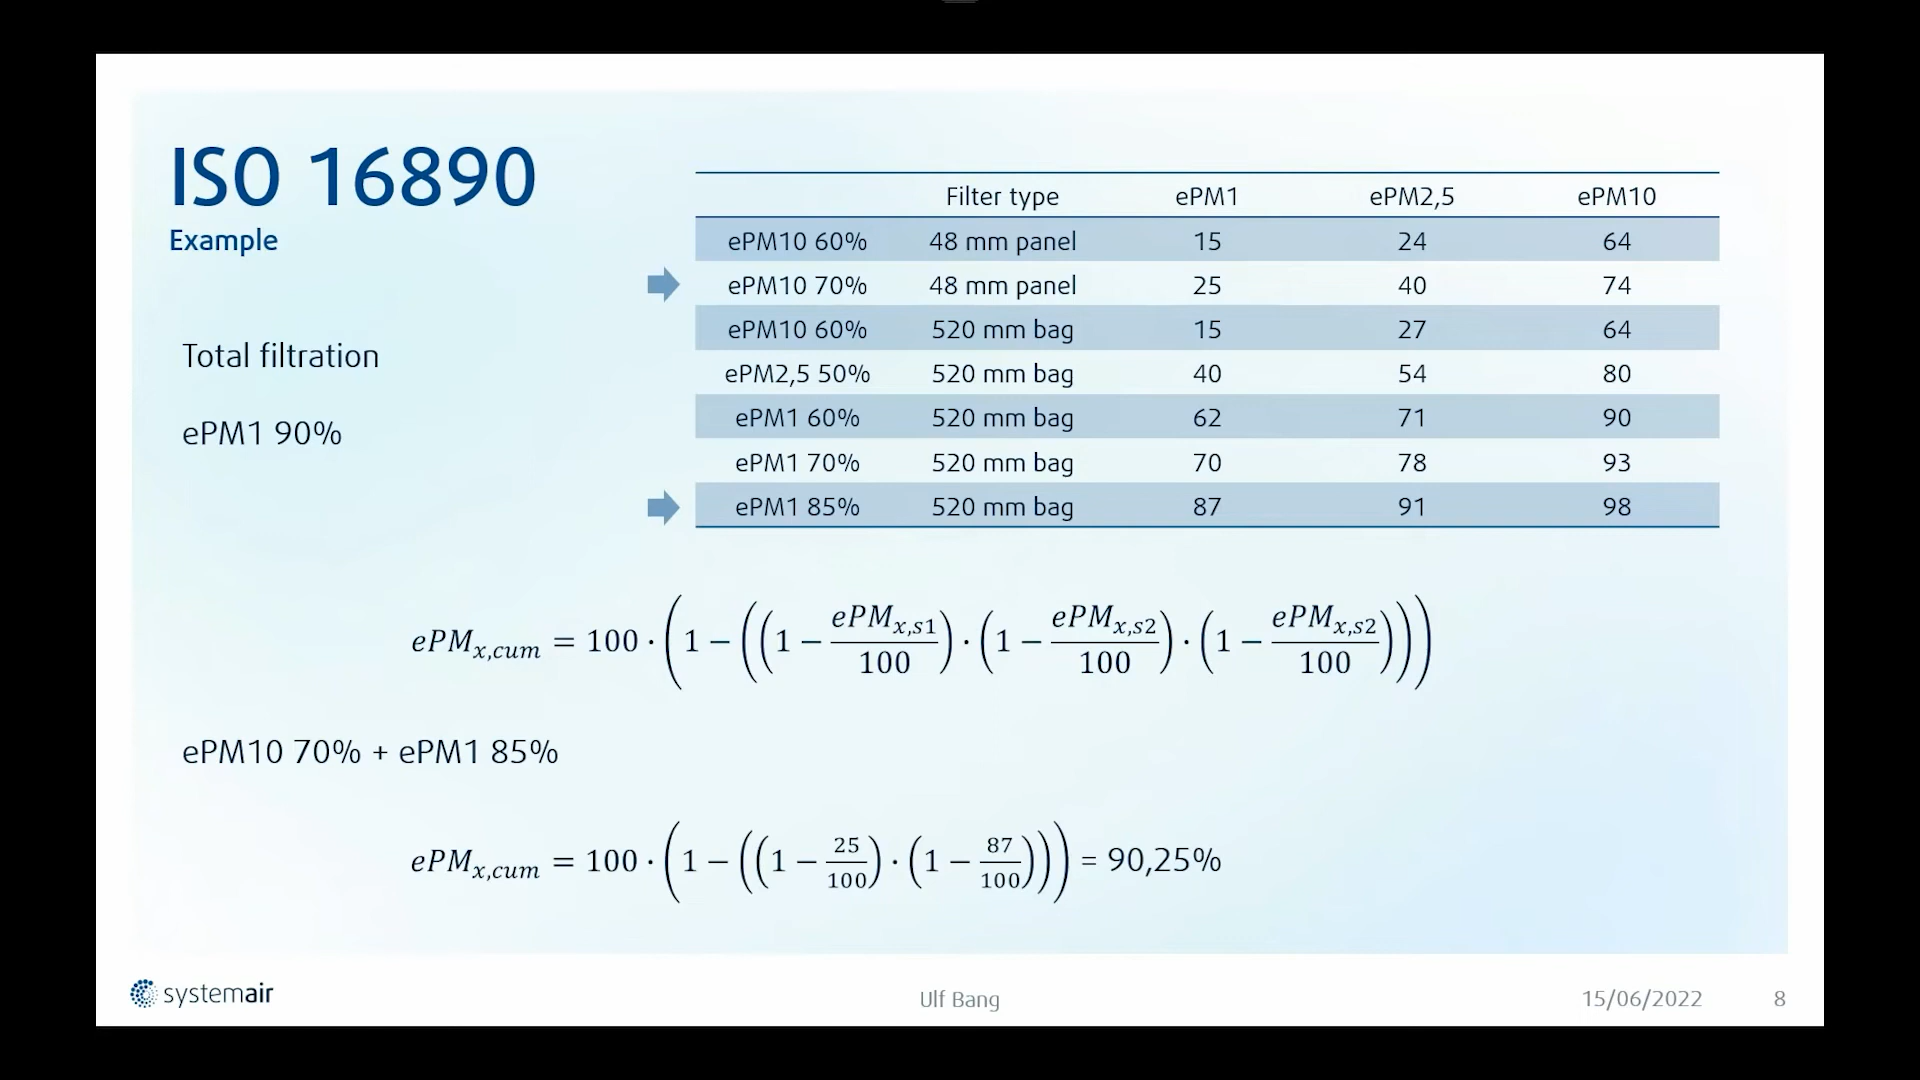 ISO 16890
Example
Total filtration
ePM1 90%
Filter type ePM1 ePM2,5 ePM10
ePM10 60% 48 mm panel 15 24 64
ePM10 70% 48 mm panel 25 40 74
ePM10 60% 520 mm bag 15 27 64
ePM2,5 50% 520 mm bag 40 54 80
ePM1 60% 520 mm bag 62 71 90
ePM1 70% 520 mm bag 70 78 93
ePM1 85% 520 mm bag 87 91 98
ePM_{x,cum} = 100 · (1 − ((1 − ePM_{x,s1}/100) · (1 − ePM_{x,s2}/100) · (1 − ePM_{x,s2}/100)))
ePM10 70% + ePM1 85%
ePM_{x,cum} = 100 · (1 − ((1 − 25/100) · (1 − 87/100))) = 90,25%
systemair
Ulf Bang
15/06/2022
8